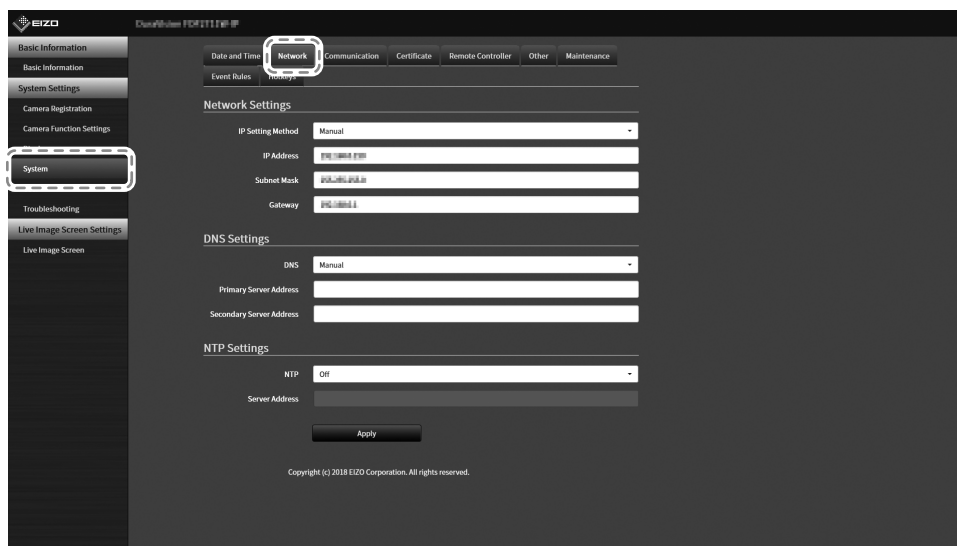 EIZO
Basic Information
Basic Information
System Settings
Camera Registration
Camera Function Settings
System
Troubleshooting
Live Image Screen Settings
Live Image Screen
Date and Time Network Communication Certificate Remote Controller Other Maintenance
Event Rules Hotkeys
Network Settings
IP Setting Method Manual
IP Address
Subnet Mask
Gateway
DNS Settings
DNS Manual
Primary Server Address
Secondary Server Address
NTP Settings
NTP Off
Server Address
Apply
Copyright (c) 2018 EIZO Corporation. All rights reserved.